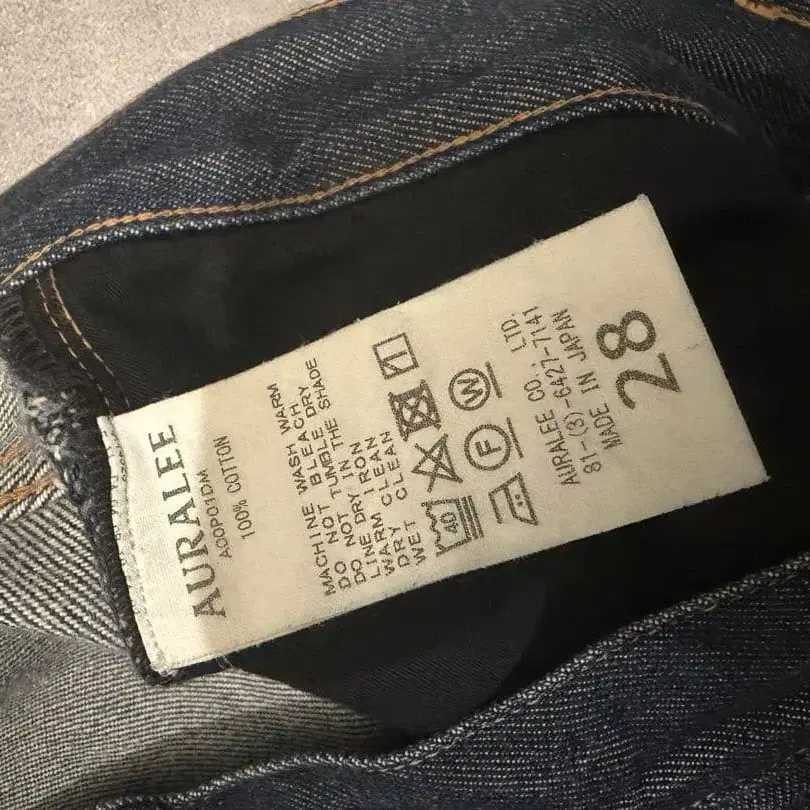 AURALEE
A00P01DM
100% COTTON
MACHINE WASH WARM
DO NOT BLEACH
DO NOT TUMBLE DRY
LINE DRY IN THE SHADE
WARM IRON
DRY CLEAN
WET CLEAN
40
F
W
AURALEE CO., LTD.
81-(3)-6427-7141
MADE IN JAPAN
28